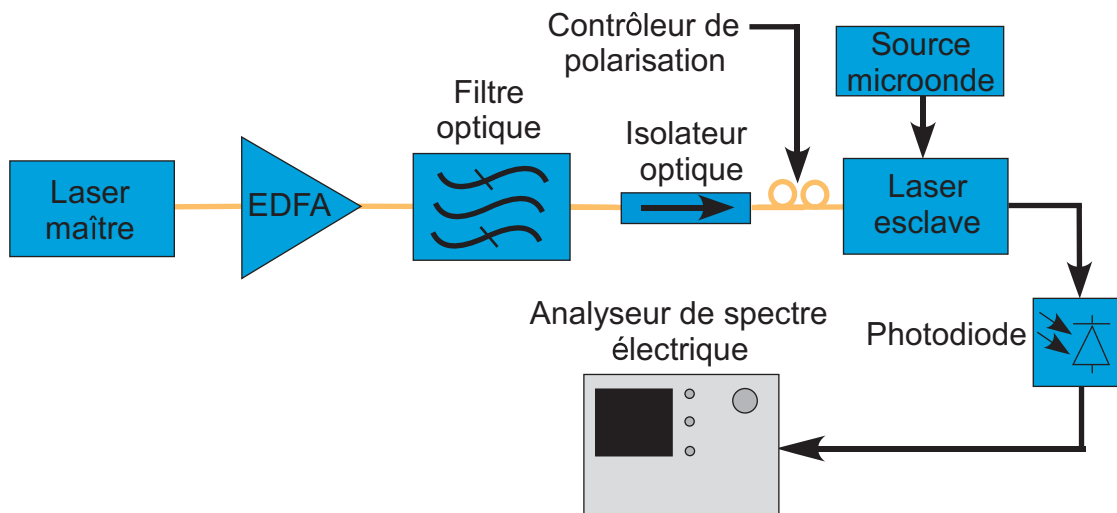 Contrôleur de
polarisation
Source
microonde
Filtre
optique
Isolateur
optique
Laser
maître
EDFA
Laser
esclave
Analyseur de spectre
électrique
Photodiode